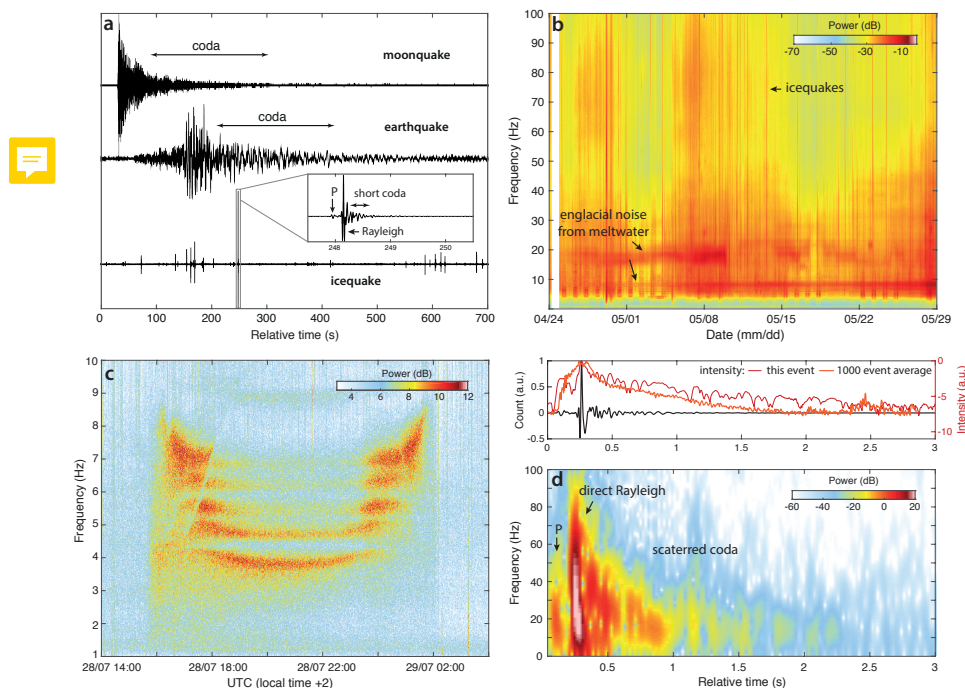 a
coda
moonquake
coda
earthquake
P
short coda
Rayleigh
248
249
250
icequake
0
100
200
300
400
500
600
700
Relative time (s)
b
Power (dB)
-70
-50
-30
-10
icequakes
englacial noise
from meltwater
100
90
80
70
60
50
40
30
20
10
Frequency (Hz)
04/24
05/01
05/08
05/15
05/22
05/29
Date (mm/dd)
c
Power (dB)
4
6
8
10
12
10
9
8
7
6
5
4
3
2
1
Frequency (Hz)
28/07 14:00
28/07 18:00
28/07 22:00
29/07 02:00
UTC (local time +2)
intensity:
this event
1000 event average
1
0.5
0
-0.5
Count (a.u.)
0
-5
-10
Intensity (a.u.)
0
0.5
1
1.5
2
2.5
3
d
direct Rayleigh
P
scaterred coda
Power (dB)
-60
-40
-20
0
20
100
80
60
40
20
0
Frequency (Hz)
0.5
1
1.5
2
2.5
3
Relative time (s)